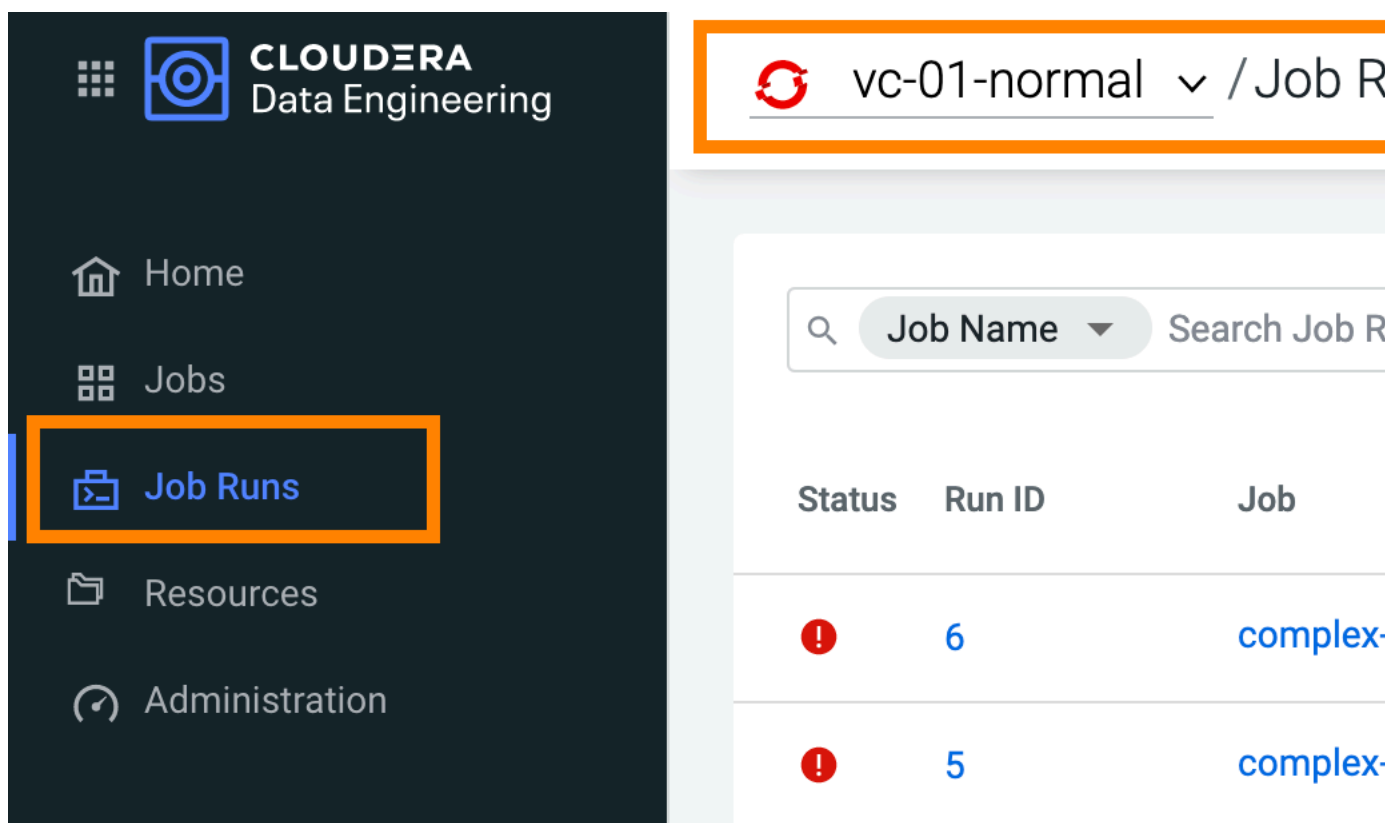 CLOUDERA
Data Engineering
Home
Jobs
Job Runs
Resources
Administration
vc-01-normal / Job R
Job Name Search Job R
Status Run ID Job
6 complex-
5 complex-